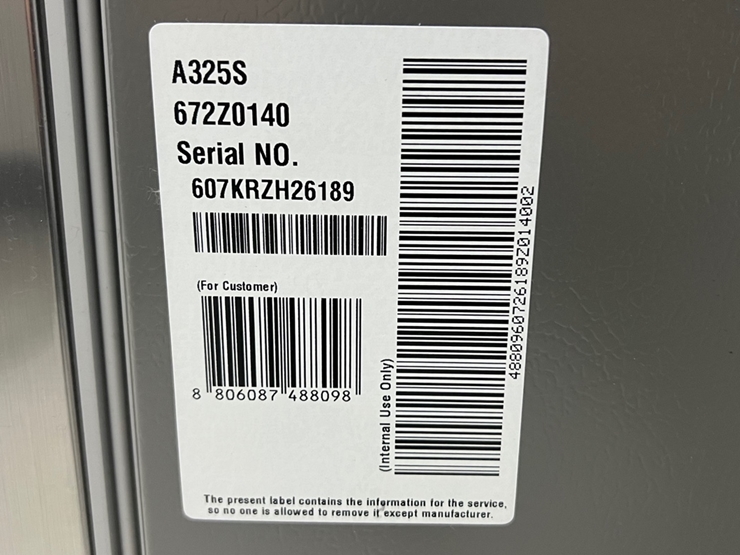 A325S
672Z0140
Serial NO.
607KRZH26189
(For Customer)
8 806087 488098
(Internal Use Only)
4880960726189Z014002
The present label contains the information for the service,
so no one is allowed to remove it except manufacturer.